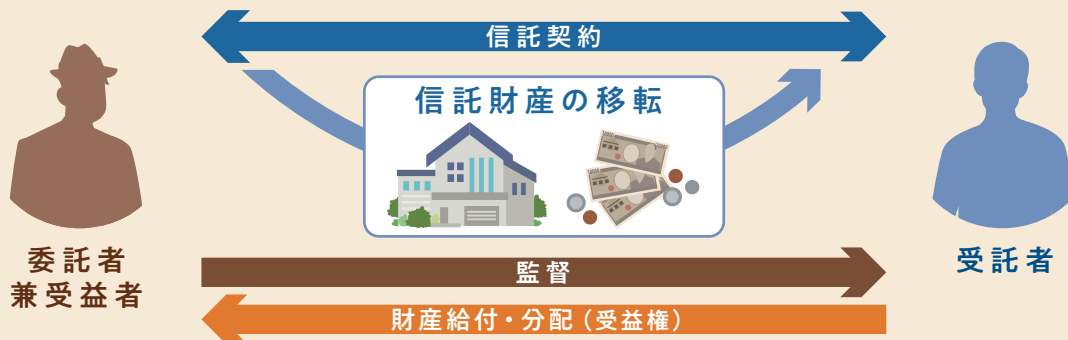 信託契約
信託財産の移転
委託者
兼受益者
受託者
監督
財産給付・分配（受益権）